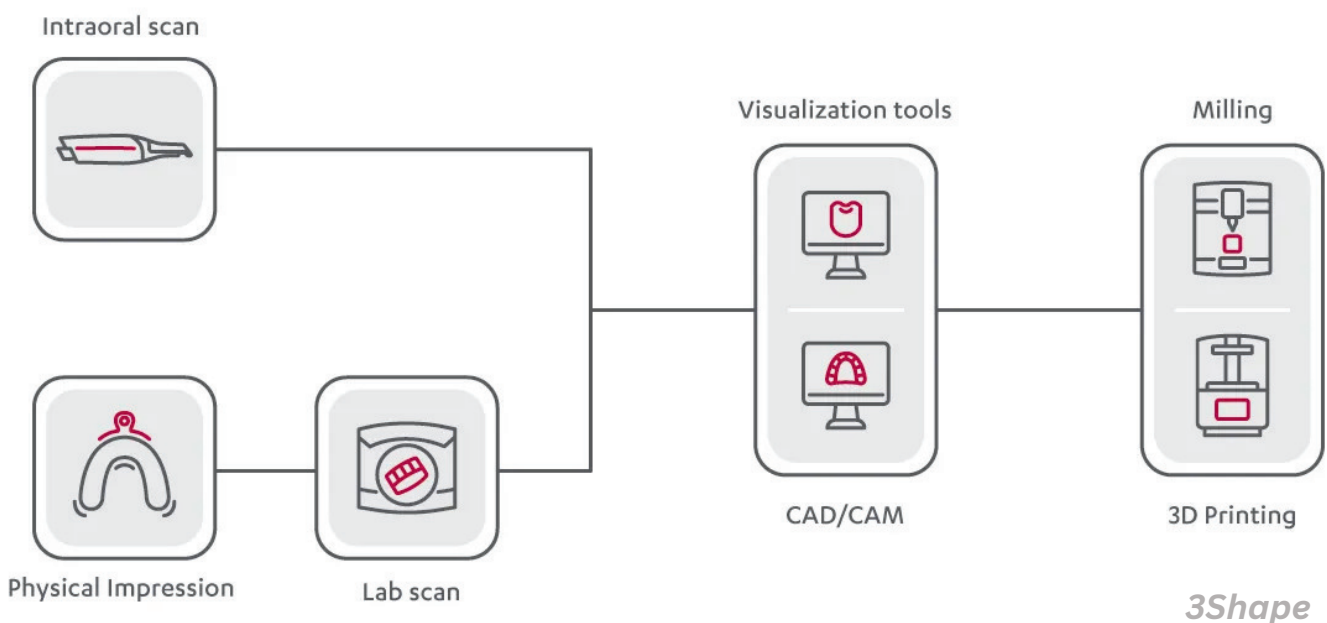 Intraoral scan
Visualization tools
Milling
CAD/CAM
3D Printing
Physical Impression
Lab scan
3Shape